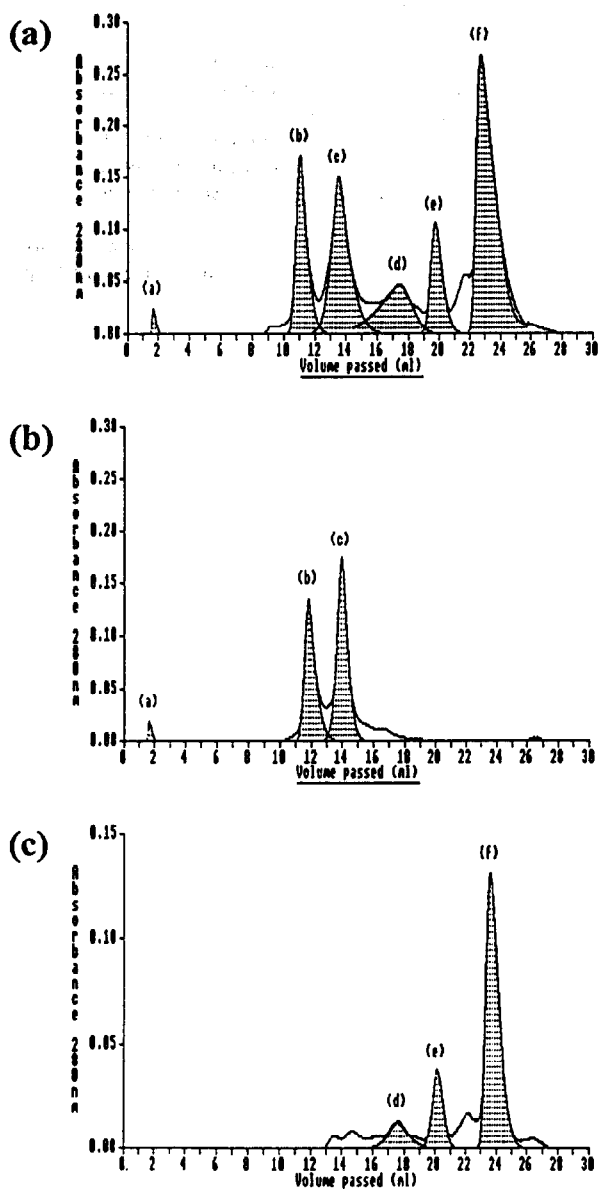 (a)
Absorbance 280nm
0.30
0.25
0.20
0.15
0.10
0.05
0.00
(a)
(b)
(c)
(d)
(e)
(f)
0 2 4 6 8 10 12 14 16 18 20 22 24 26 28 30
Volume passed (ml)
(b)
Absorbance 280nm
0.30
0.25
0.20
0.15
0.10
0.05
0.00
(a)
(b)
(c)
0 2 4 6 8 10 12 14 16 18 20 22 24 26 28 30
Volume passed (ml)
(c)
Absorbance 280nm
0.15
0.10
0.05
0.00
(d)
(e)
(f)
0. 2 4 6 8 10 12 14 16 18 20 22 24 26 28 30
Volume passed (ml)